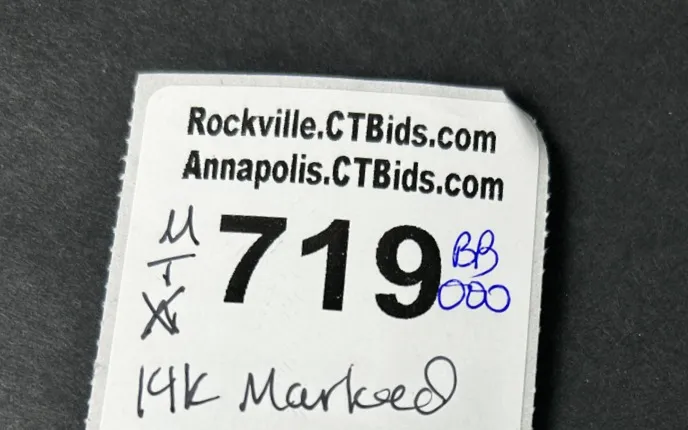 Rockville.CTBids.com
Annapolis.CTBids.com
719
BB
000
14K Marked